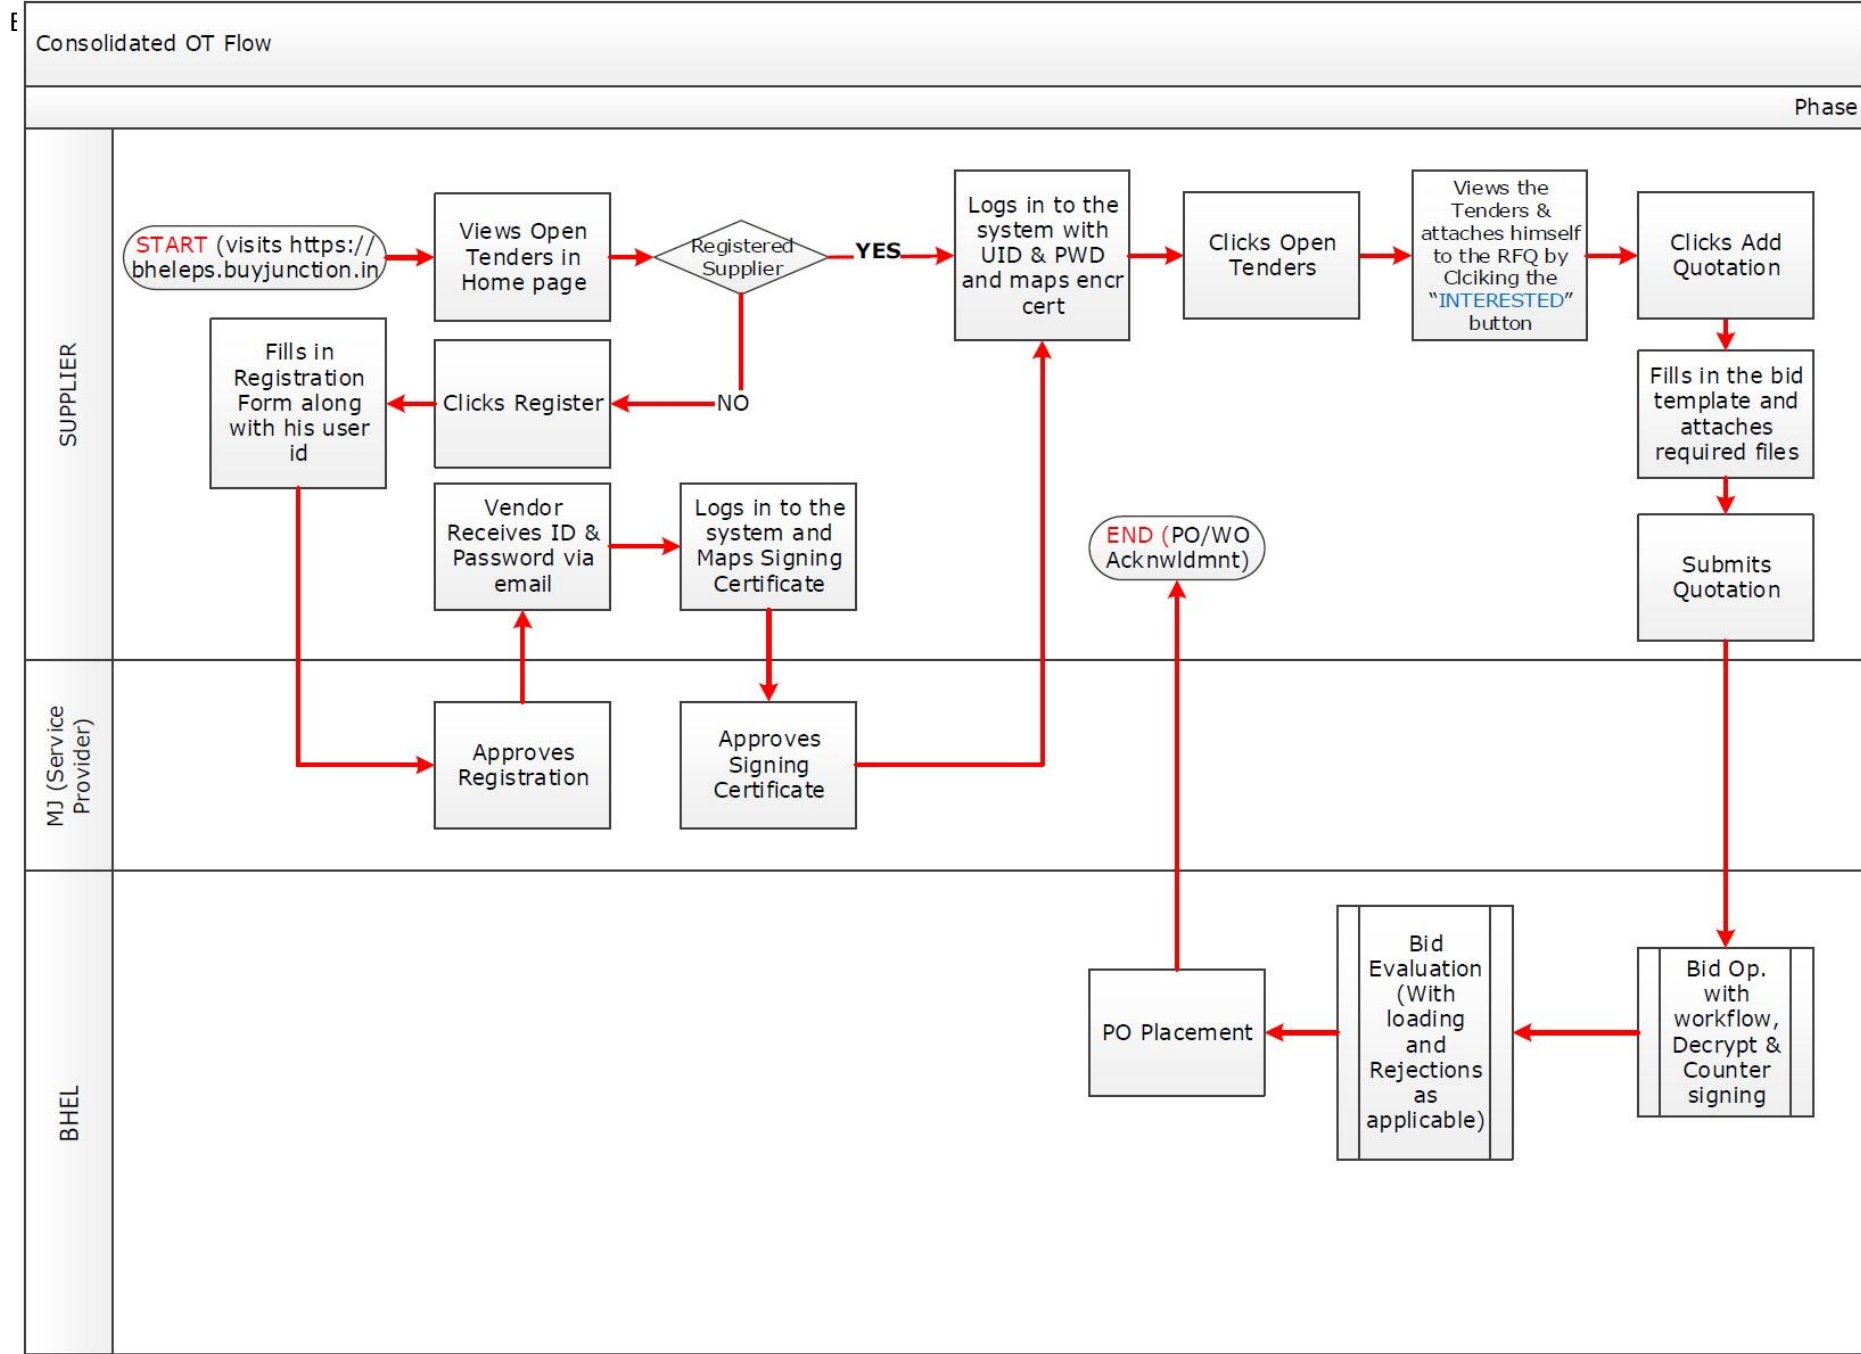 Consolidated OT Flow
Phase
SUPPLIER
START (visits https://
bheleps.buyjunction.in
Views Open
Tenders in
Home page
Registered
Supplier
YES
Logs in to the
system with
UID & PWD
and maps encr
cert
Clicks Open
Tenders
Views the
Tenders &
attaches himself
to the RFQ by
Clciking the
“INTERESTED”
button
Clicks Add
Quotation
NO
Clicks Register
Fills in
Registration
Form along
with his user
id
Fills in the bid
template and
attaches
required files
Vendor
Receives ID &
Password via
email
Logs in to the
system and
Maps Signing
Certificate
END (PO/WO
Acknwldmnt)
Submits
Quotation
MJ (Service
Provider)
Approves
Registration
Approves
Signing
Certificate
BHEL
PO Placement
Bid
Evaluation
(With
loading
and
Rejections
as
applicable)
Bid Op.
with
workflow,
Decrypt &
Counter
signing